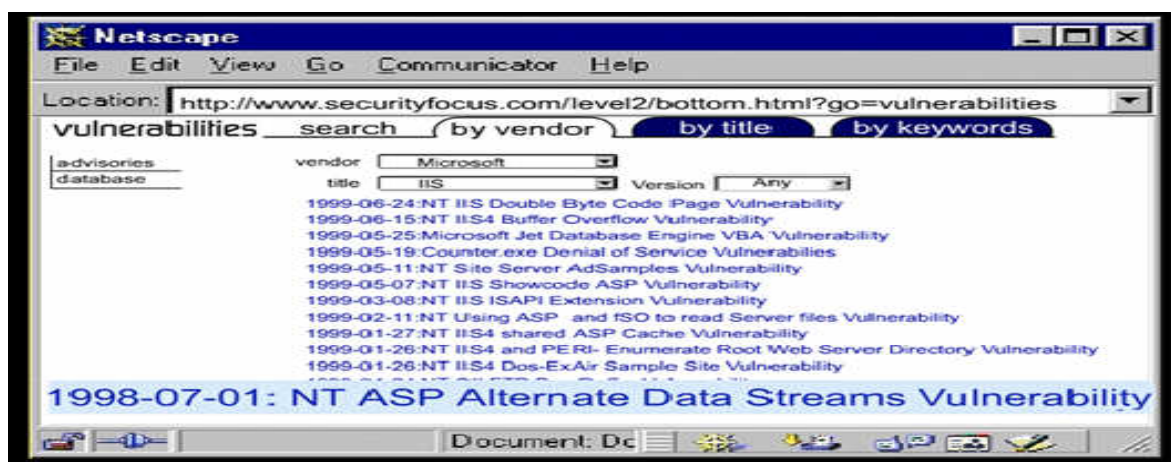 Netscape
File Edit View Go Communicator Help
Location: http://www.securityfocus.com/level2/bottom.html?go=vulnerabilities
vulnerabilities search by vendor by title by keywords
advisories
database
vendor Microsoft
title IIS Version Any
1999-06-24:NT IIS Double Byte Code Page Vulnerability
1999-06-15:NT IIS4 Buffer Overflow Vulnerability
1999-05-25:Microsoft Jet Database Engine VBA Vulnerability
1999-05-19:Counter.exe Denial of Service Vulnerabilies
1999-05-11:NT Site Server AdSamples Vulnerability
1999-05-07:NT IIS Showcode ASP Vulnerability
1999-03-08:NT IIS ISAPI Extension Vulnerability
1999-02-11:NT Using ASP and fSO to read Server files Vulnerability
1999-01-27:NT IIS4 shared ASP Cache Vulnerability
1999-01-26:NT IIS4 and PERI- Enumerate Root Web Server Directory Vulnerability
1999-01-26:NT IIS4 Dos-ExAir Sample Site Vulnerability
1998-07-01: NT ASP Alternate Data Streams Vulnerability
Document: Dc